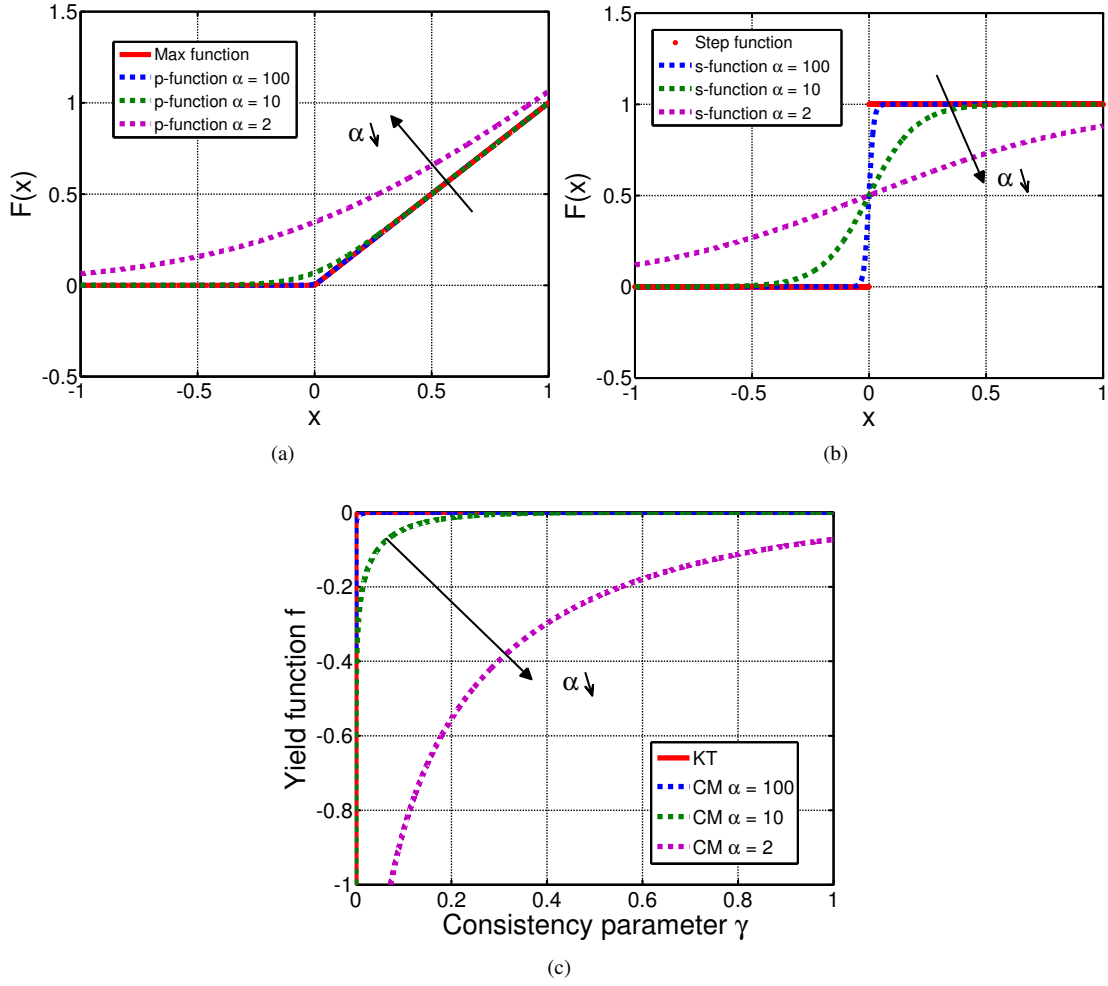 1.5
1
0.5
0
-0.5
-1
-0.5
0
0.5
1
F(x)
x
Max function
p-function α = 100
p-function α = 10
p-function α = 2
α↘
(a)
1.5
1
0.5
0
-0.5
-1
-0.5
0
0.5
1
F(x)
x
Step function
s-function α = 100
s-function α = 10
s-function α = 2
α↘
(b)
0
-0.2
-0.4
-0.6
-0.8
-1
0
0.2
0.4
0.6
0.8
1
Yield function f
Consistency parameter γ
α↘
KT
CM α = 100
CM α = 10
CM α = 2
(c)